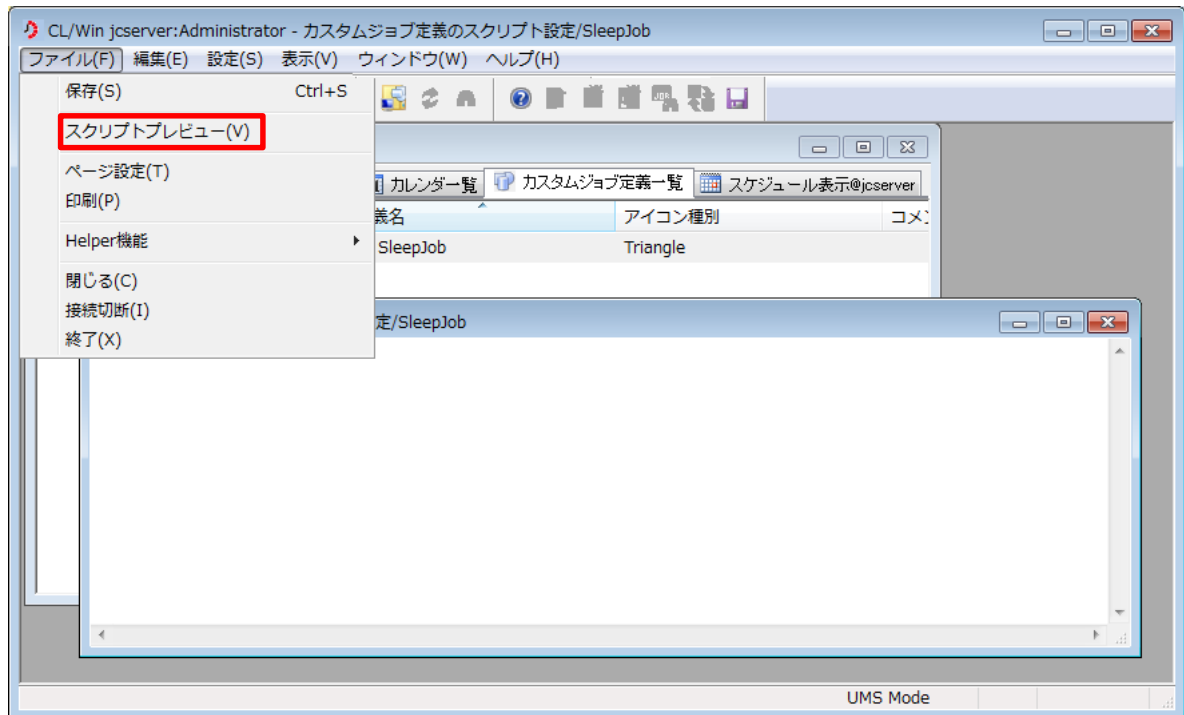 CL/Win jcserver:Administrator - カスタムジョブ定義のスクリプト設定/SleepJob
ファイル(F) 編集(E) 設定(S) 表示(V) ウィンドウ(W) ヘルプ(H)
保存(S) Ctrl+S
スクリプトプレビュー(V)
ページ設定(T)
印刷(P)
Helper機能
閉じる(C)
接続切断(I)
終了(X)
カレンダ一覧 カスタムジョブ定義一覧 スケジュール表示@jcserver
義名 アイコン種別 コメン
SleepJob Triangle
定/SleepJob
UMS Mode